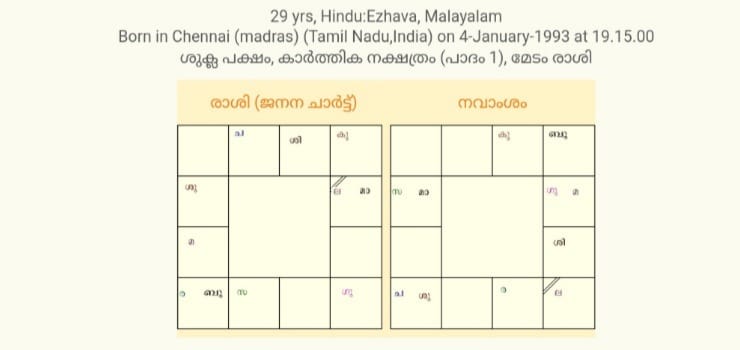 29 yrs, Hindu:Ezhava, Malayalam
Born in Chennai (madras) (Tamil Nadu,India) on 4-January-1993 at 19.15.00
ശുക്ല പക്ഷം, കാർത്തിക നക്ഷത്രം (പാദം 1), മേടം രാശി
രാശി (ജനന ചാർട്ട്) നവാംശം
ച ശി കു കു ബു
ശു ല മാ സ മാ ഗു മ
മ ശി
ര ബു സ ഗു ച ശു ര ല